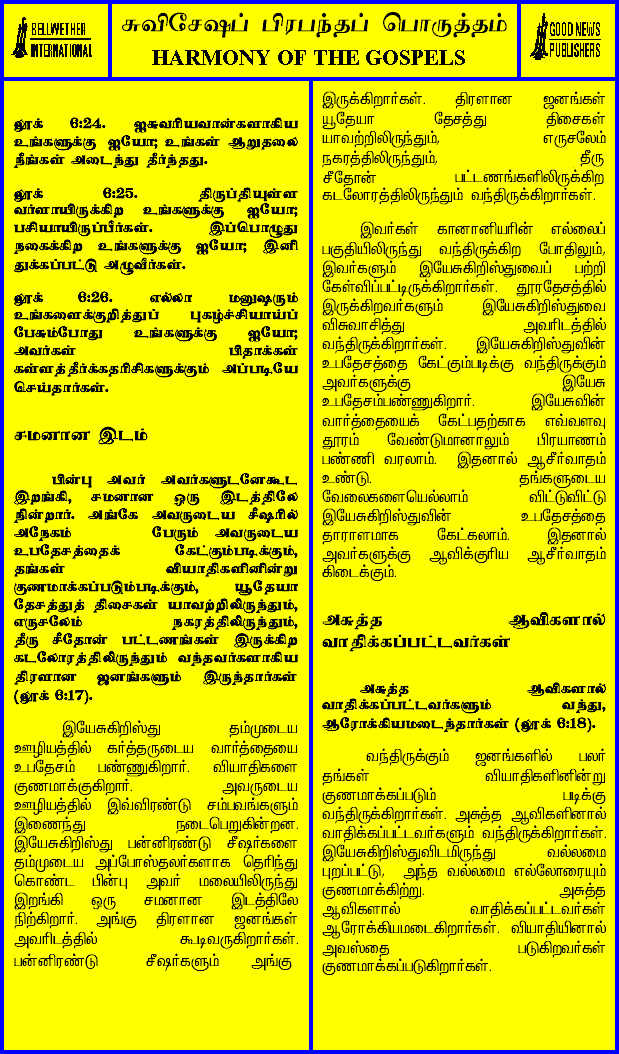 BELLWETHER
INTERNATIONAL
சுவிசேஷப் பிரபந்தப் பொருத்தம்
HARMONY OF THE GOSPELS
GOOD NEWS
PUBLISHERS
லூக் 6:24. ஐசுவரியவான்களாகிய
உங்களுக்கு ஐயோ; உங்கள் ஆறுதலை
நீங்கள் அடைந்து தீர்ந்தது.
லூக் 6:25. திருப்தியுள்ள
வர்ளாயிருக்கிற உங்களுக்கு ஐயோ;
பசியாயிருப்பீர்கள். இப்பொழுது
நகைக்கிற உங்களுக்கு ஐயோ; இனி
துக்கப்பட்டு அழுவீர்கள்.
லூக் 6:26. எல்லா மனுஷரும்
உங்களைக்குறித்துப் புகழ்ச்சியாய்ப்
பேசும்போது உங்களுக்கு ஐயோ;
அவர்கள் பிதாக்கள்
கள்ளத்தீர்க்கதரிசிகளுக்கும் அப்படியே
செய்தார்கள்.
சமனான இடம்
பின்பு அவர் அவர்களுடனேகூட
இறங்கி, சமனான ஒரு இடத்திலே
நின்றார். அங்கே அவருடைய சீஷரில்
அநேகம் பேரும் அவருடைய
உபதேசத்தைக் கேட்கும்படிக்கும்,
தங்கள் வியாதிகளினின்று
குணமாக்கப்படும்படிக்கும், யூதேயா
தேசத்துத் திசைகள் யாவற்றிலிருந்தும்,
எருசலேம் நகரத்திலிருந்தும்,
தீரு சீதோன் பட்டணங்கள் இருக்கிற
கடலோரத்திலிருந்தும் வந்தவர்களாகிய
திரளான ஜனங்களும் இருந்தார்கள்
(லூக் 6:17).
இயேசுகிறிஸ்து தம்முடைய
ஊழியத்தில் கர்த்தருடைய வார்த்தையை
உபதேசம் பண்ணுகிறார். வியாதிகளை
குணமாக்குகிறார். அவருடைய
ஊழியத்தில் இவ்விரண்டு சம்பவங்களும்
இணைந்து நடைபெறுகின்றன.
இயேசுகிறிஸ்து பன்னிரண்டு சீஷர்களை
தம்முடைய அப்போஸ்தலர்களாக தெரிந்து
கொண்ட பின்பு அவர் மலையிலிருந்து
இறங்கி ஒரு சமனான இடத்திலே
நிற்கிறார். அங்கு திரளான ஜனங்கள்
அவரிடத்தில் கூடிவருகிறார்கள்.
பன்னிரண்டு சீஷர்களும் அங்கு
இருக்கிறார்கள். திரளான ஜனங்கள்
யூதேயா தேசத்து திசைகள்
யாவற்றிலிருந்தும், எருசலேம்
நகரத்திலிருந்தும், தீரு
சீதோன் பட்டணங்களிலிருக்கிற
கடலோரத்திலிருந்தும் வந்திருக்கிறார்கள்.
இவர்கள் கானானியரின் எல்லைப்
பகுதியிலிருந்து வந்திருக்கிற போதிலும்,
இவர்களும் இயேசுகிறிஸ்துவைப் பற்றி
கேள்விப்பட்டிருக்கிறார்கள். தூரதேசத்தில்
இருக்கிறவர்களும் இயேசுகிறிஸ்துவை
விசுவாசித்து அவரிடத்தில்
வந்திருக்கிறார்கள். இயேசுகிறிஸ்துவின்
உபதேசத்தை கேட்கும்படிக்கு வந்திருக்கும்
அவர்களுக்கு இயேசு
உபதேசம்பண்ணுகிறார். இயேசுவின்
வார்த்தையைக் கேட்பதற்காக எவ்வளவு
தூரம் வேண்டுமானாலும் பிரயாணம்
பண்ணி வரலாம். இதனால் ஆசீர்வாதம்
உண்டு. தங்களுடைய
வேலைகளையெல்லாம் விட்டுவிட்டு
இயேசுகிறிஸ்துவின் உபதேசத்தை
தாராளமாக கேட்கலாம். இதனால்
அவர்களுக்கு ஆவிக்குரிய ஆசீர்வாதம்
கிடைக்கும்.
அசுத்த ஆவிகளால்
வாதிக்கப்பட்டவர்கள்
அசுத்த ஆவிகளால்
வாதிக்கப்பட்டவர்களும் வந்து,
ஆரோக்கியமடைந்தார்கள் (லூக் 6:18).
வந்திருக்கும் ஜனங்களில் பலர்
தங்கள் வியாதிகளினின்று
குணமாக்கப்படும் படிக்கு
வந்திருக்கிறார்கள். அசுத்த ஆவிகளினால்
வாதிக்கப்பட்டவர்களும் வந்திருக்கிறார்கள்.
இயேசுகிறிஸ்துவிடமிருந்து வல்லமை
புறப்பட்டு, அந்த வல்லமை எல்லோரையும்
குணமாக்கிற்று. அசுத்த
ஆவிகளால் வாதிக்கப்பட்டவர்கள்
ஆரோக்கியமடைகிறார்கள். வியாதியினால்
அவஸ்தை படுகிறவர்கள்
குணமாக்கப்படுகிறார்கள்.